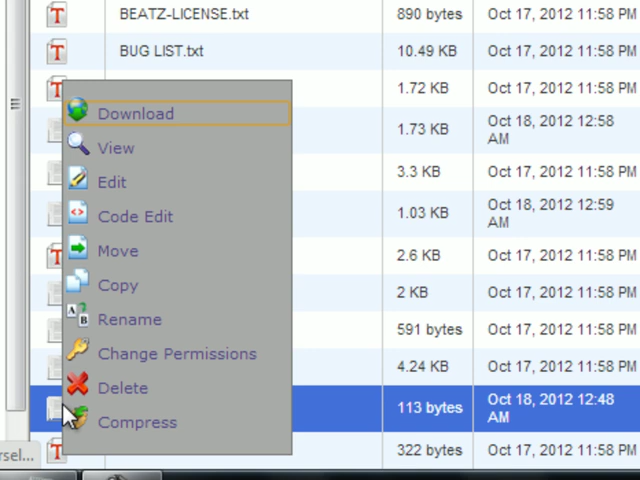 BEATZ-LICENSE.txt 890 bytes Oct 17, 2012 11:58 PM
BUG LIST.txt 10.49 KB Oct 17, 2012 11:58 PM
1.72 KB Oct 17, 2012 11:58 PM
Download
1.73 KB Oct 18, 2012 12:58
AM
View
3.3 KB Oct 17, 2012 11:58 PM
Edit
Code Edit
1.03 KB Oct 18, 2012 12:59
AM
Move
2.6 KB Oct 17, 2012 11:58 PM
Copy
2 KB Oct 17, 2012 11:58 PM
Rename
591 bytes Oct 17, 2012 11:58 PM
Change Permissions
4.24 KB Oct 17, 2012 11:58 PM
Delete
113 bytes Oct 18, 2012 12:48
AM
Compress
322 bytes Oct 17, 2012 11:58 PM
rsel...